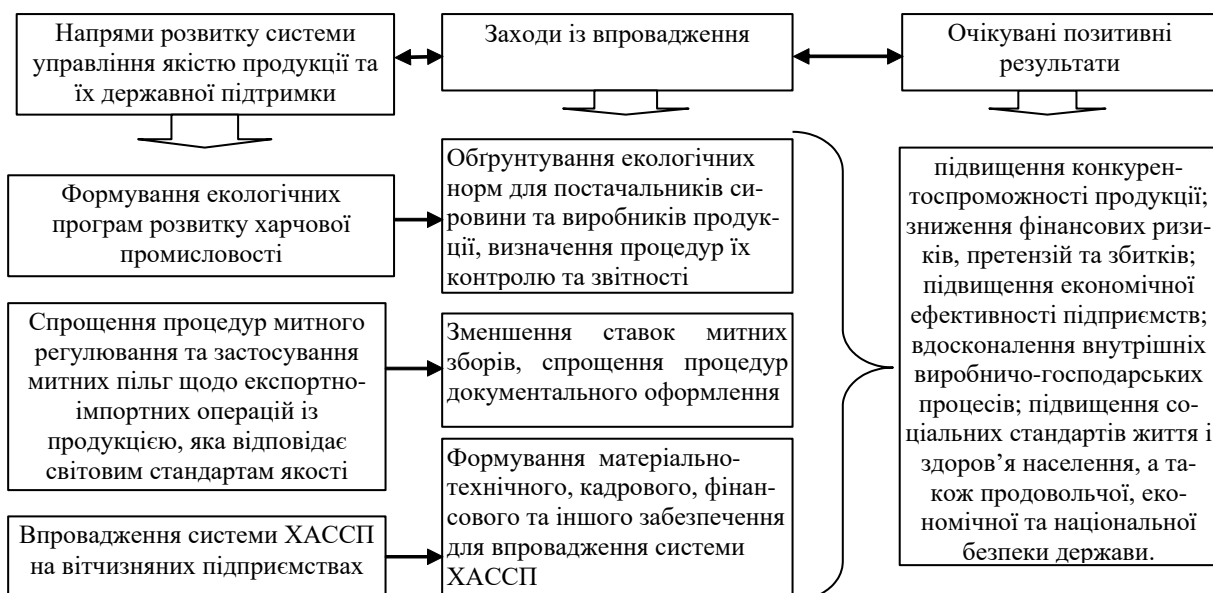 Напрями розвитку системи
управління якістю продукції та
їх державної підтримки
Заходи із впровадження
Очікувані позитивні
результати
Формування екологічних
програм розвитку харчової
промисловості
Обґрунтування екологічних
норм для постачальників си-
ровини та виробників продук-
ції, визначення процедур їх
контролю та звітності
Спрощення процедур митного
регулювання та застосування
митних пільг щодо експортно-
імпортних операцій із
продукцією, яка відповідає
світовим стандартам якості
Зменшення ставок митних
зборів, спрощення процедур
документального оформлення
Впровадження системи ХАССП
на вітчизняних підприємствах
Формування матеріально-
технічного, кадрового, фінан-
сового та іншого забезпечення
для впровадження системи
ХАССП
підвищення конкурен-
тоспроможності продукції;
зниження фінансових ризи-
ків, претензій та збитків;
підвищення економічної
ефективності підприємств;
вдосконалення внутрішніх
виробничо-господарських
процесів; підвищення со-
ціальних стандартів життя і
здоров’я населення, а та-
кож продовольчої, еко-
номічної та національної
безпеки держави.